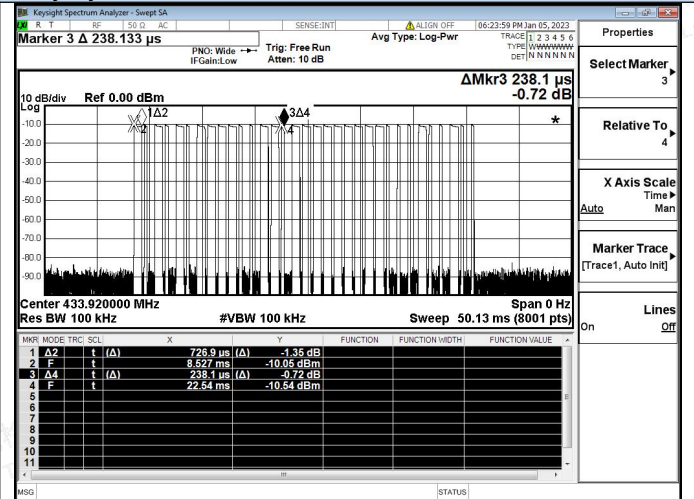 Keysight Spectrum Analyzer - Swept SA
R T RF 50 Ω AC SENSE:INT ALIGN OFF 06:23:59 PM Jan 05, 2023
Marker 3 Δ 238.133 µs
PNO: Wide
IFGain:Low
Trig: Free Run
Atten: 10 dB
Avg Type: Log-Pwr
TRACE 1 2 3 4 5 6
TYPE WWWWWW
DET N N N N N N
ΔMkr3 238.1 µs
-0.72 dB
10 dB/div Ref 0.00 dBm
Log
1Δ2
3Δ4
2
4
*
-10.0
-20.0
-30.0
-40.0
-50.0
-60.0
-70.0
-80.0
-90.0
Center 433.920000 MHz Span 0 Hz
Res BW 100 kHz #VBW 100 kHz Sweep 50.13 ms (8001 pts)
MKR MODE TRC SCL X Y FUNCTION FUNCTION WIDTH FUNCTION VALUE
1 Δ2 t (Δ) 726.9 µs (Δ) -1.35 dB
2 F t 8.527 ms -10.05 dBm
3 Δ4 t (Δ) 238.1 µs (Δ) -0.72 dB
4 F t 22.54 ms -10.54 dBm
5
6
7
8
9
10
11
MSG STATUS
Properties
Select Marker
3
Relative To
4
X Axis Scale
Time
Auto Man
Marker Trace
[Trace1, Auto Init]
Lines
On Off